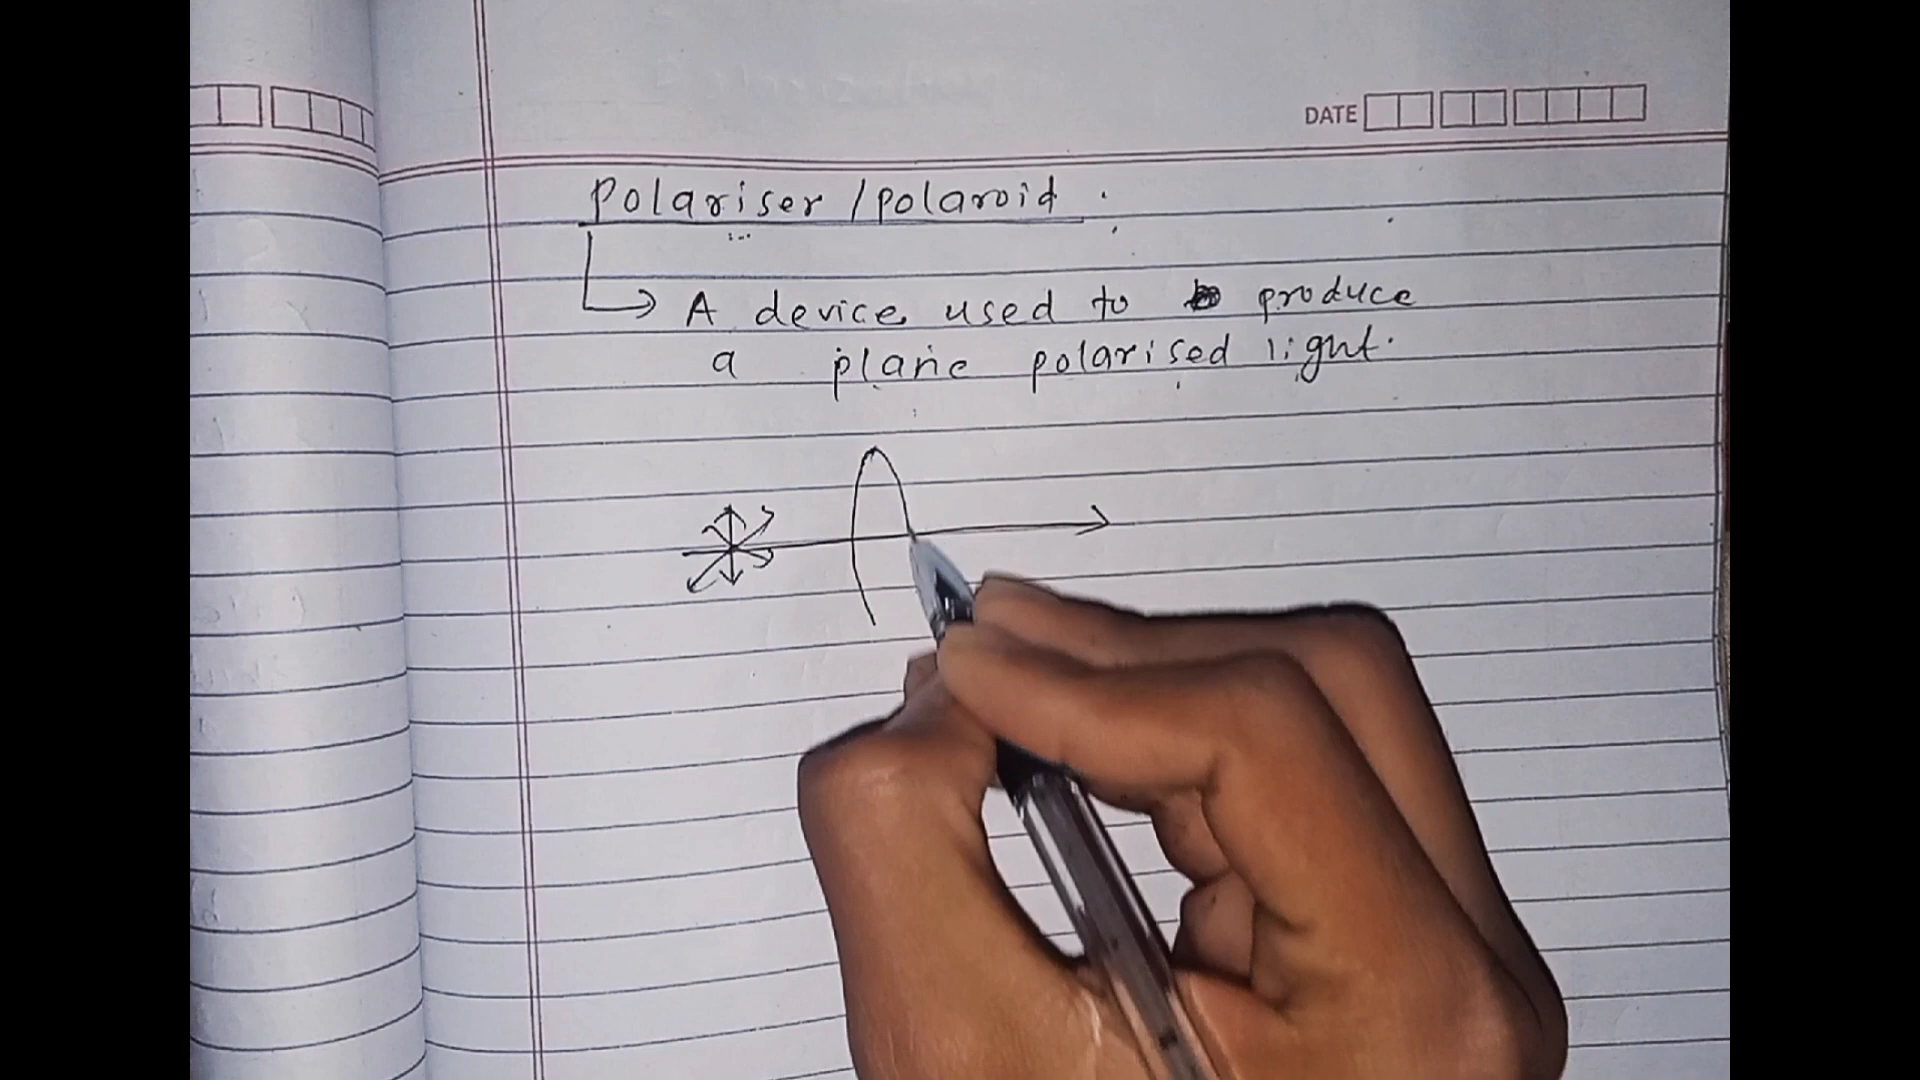 DATE
Polariser / polaroid
A device used to produce
a plane polarised light.